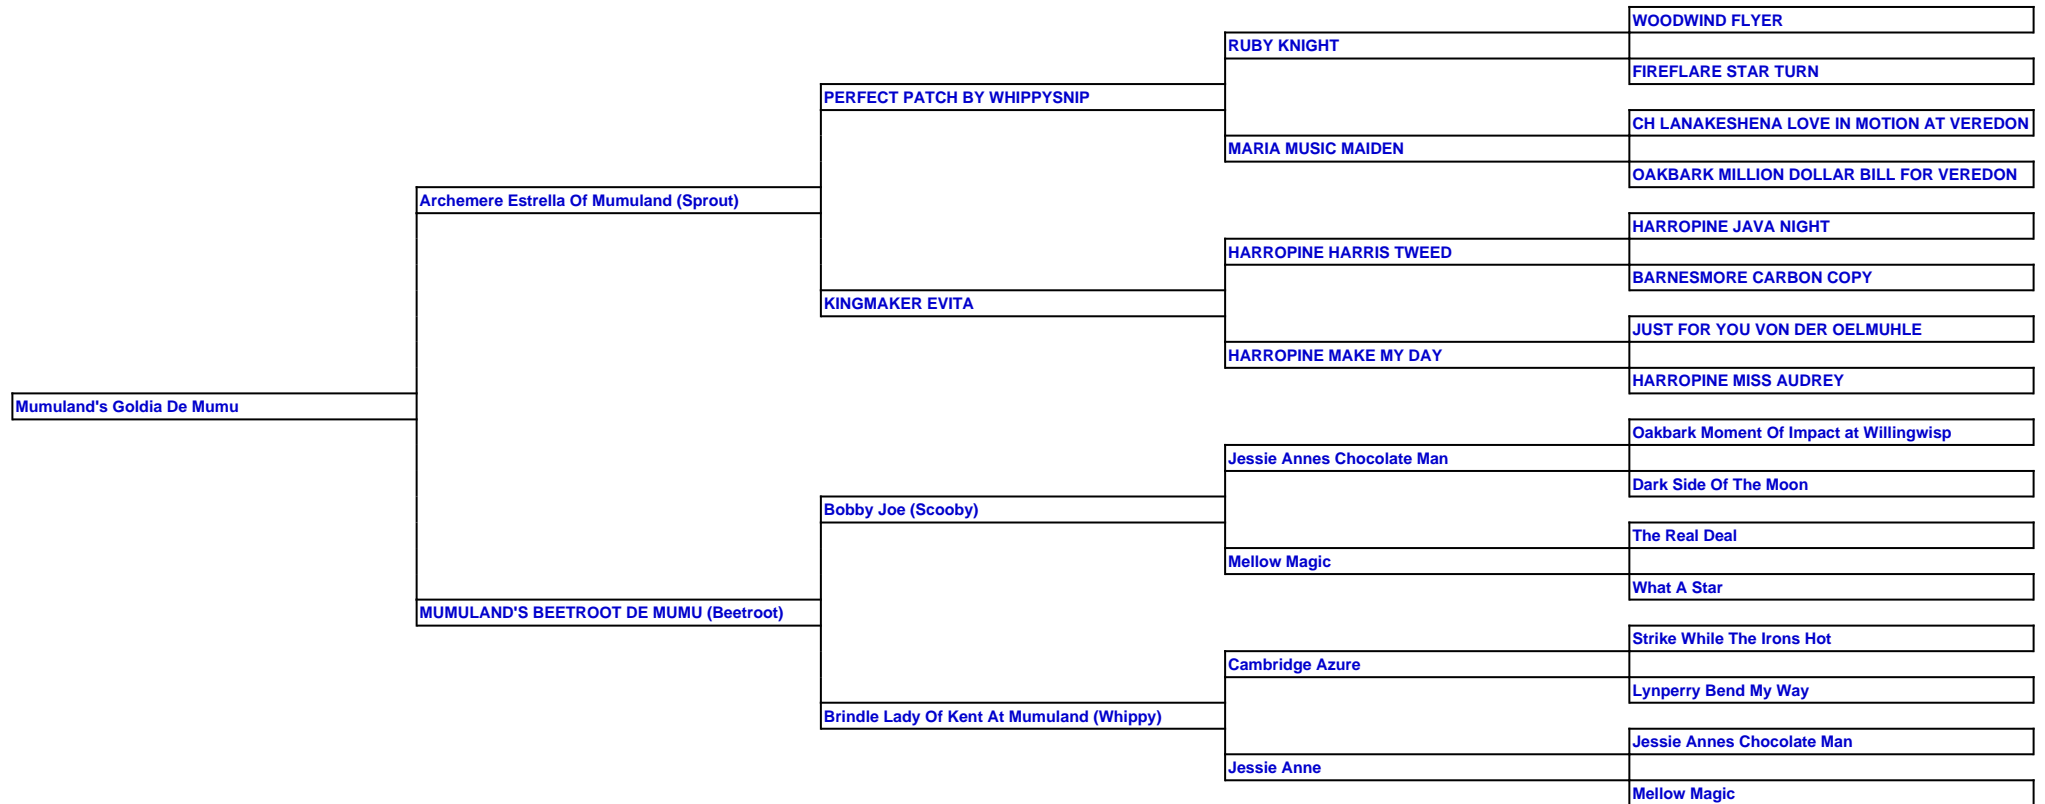 WOODWIND FLYER
RUBY KNIGHT
FIREFLARE STAR TURN
PERFECT PATCH BY WHIPPYSNIP
CH LANAKESHENA LOVE IN MOTION AT VEREDON
MARIA MUSIC MAIDEN
OAKBARK MILLION DOLLAR BILL FOR VEREDON
Archemere Estrella Of Mumuland (Sprout)
HARROPINE JAVA NIGHT
HARROPINE HARRIS TWEED
BARNESMORE CARBON COPY
KINGMAKER EVITA
JUST FOR YOU VON DER OELMUHLE
HARROPINE MAKE MY DAY
HARROPINE MISS AUDREY
Mumuland's Goldia De Mumu
Oakbark Moment Of Impact at Willingwisp
Jessie Annes Chocolate Man
Dark Side Of The Moon
Bobby Joe (Scooby)
The Real Deal
Mellow Magic
What A Star
MUMULAND'S BEETROOT DE MUMU (Beetroot)
Strike While The Irons Hot
Cambridge Azure
Lynperry Bend My Way
Brindle Lady Of Kent At Mumuland (Whippy)
Jessie Annes Chocolate Man
Jessie Anne
Mellow Magic